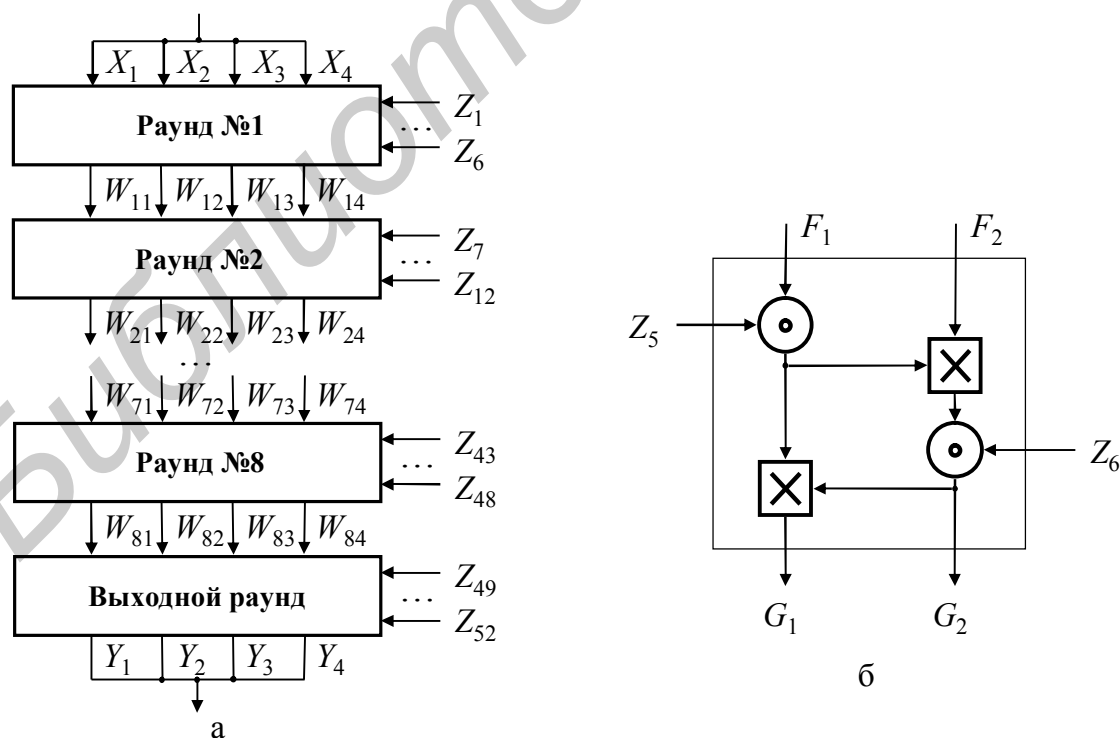 X1 X2 X3 X4
Раунд №1
Z1
...
Z6
W11 W12 W13 W14
Раунд №2
Z7
...
Z12
W21 W22 W23 W24
...
W71 W72 W73 W74
Раунд №8
Z43
...
Z48
W81 W82 W83 W84
Выходной раунд
Z49
...
Z52
Y1 Y2 Y3 Y4
а
F1 F2
Z5
Z6
G1 G2
б